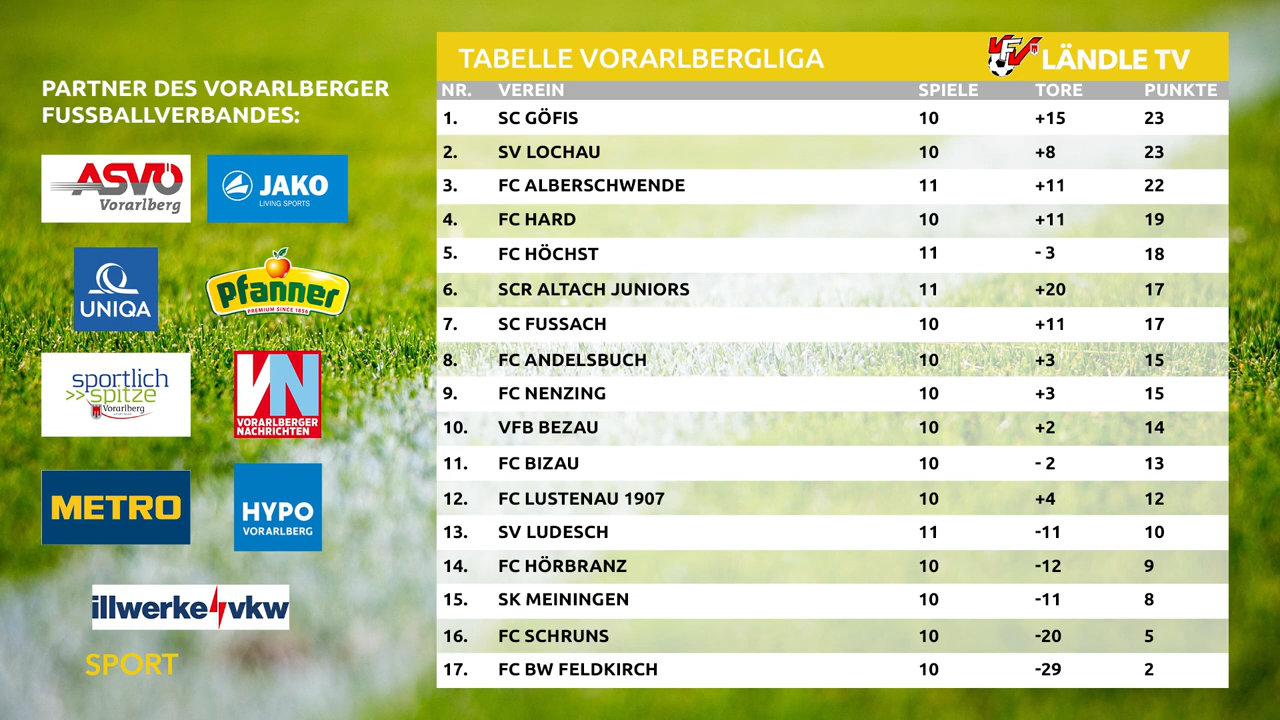 PARTNER DES VORARLBERGER
FUSSBALLVERBANDES:
ASVÖ
Vorarlberg
JAKO
LIVING SPORTS
UNIQA
Pfanner
PREMIUM SINCE 1856
sportlich
>>spitze
Vorarlberg
VN
VORARLBERGER
NACHRICHTEN
METRO
HYPO
VORARLBERG
illwerke vkw
SPORT
TABELLE VORARLBERGLIGA
VFV
LÄNDLE TV
NR. VEREIN SPIELE TORE PUNKTE
1. SC GÖFIS 10 +15 23
2. SV LOCHAU 10 +8 23
3. FC ALBERSCHWENDE 11 +11 22
4. FC HARD 10 +11 19
5. FC HÖCHST 11 - 3 18
6. SCR ALTACH JUNIORS 11 +20 17
7. SC FUSSACH 10 +11 17
8. FC ANDELSBUCH 10 +3 15
9. FC NENZING 10 +3 15
10. VFB BEZAU 10 +2 14
11. FC BIZAU 10 - 2 13
12. FC LUSTENAU 1907 10 +4 12
13. SV LUDESCH 11 -11 10
14. FC HÖRBRANZ 10 -12 9
15. SK MEININGEN 10 -11 8
16. FC SCHRUNS 10 -20 5
17. FC BW FELDKIRCH 10 -29 2